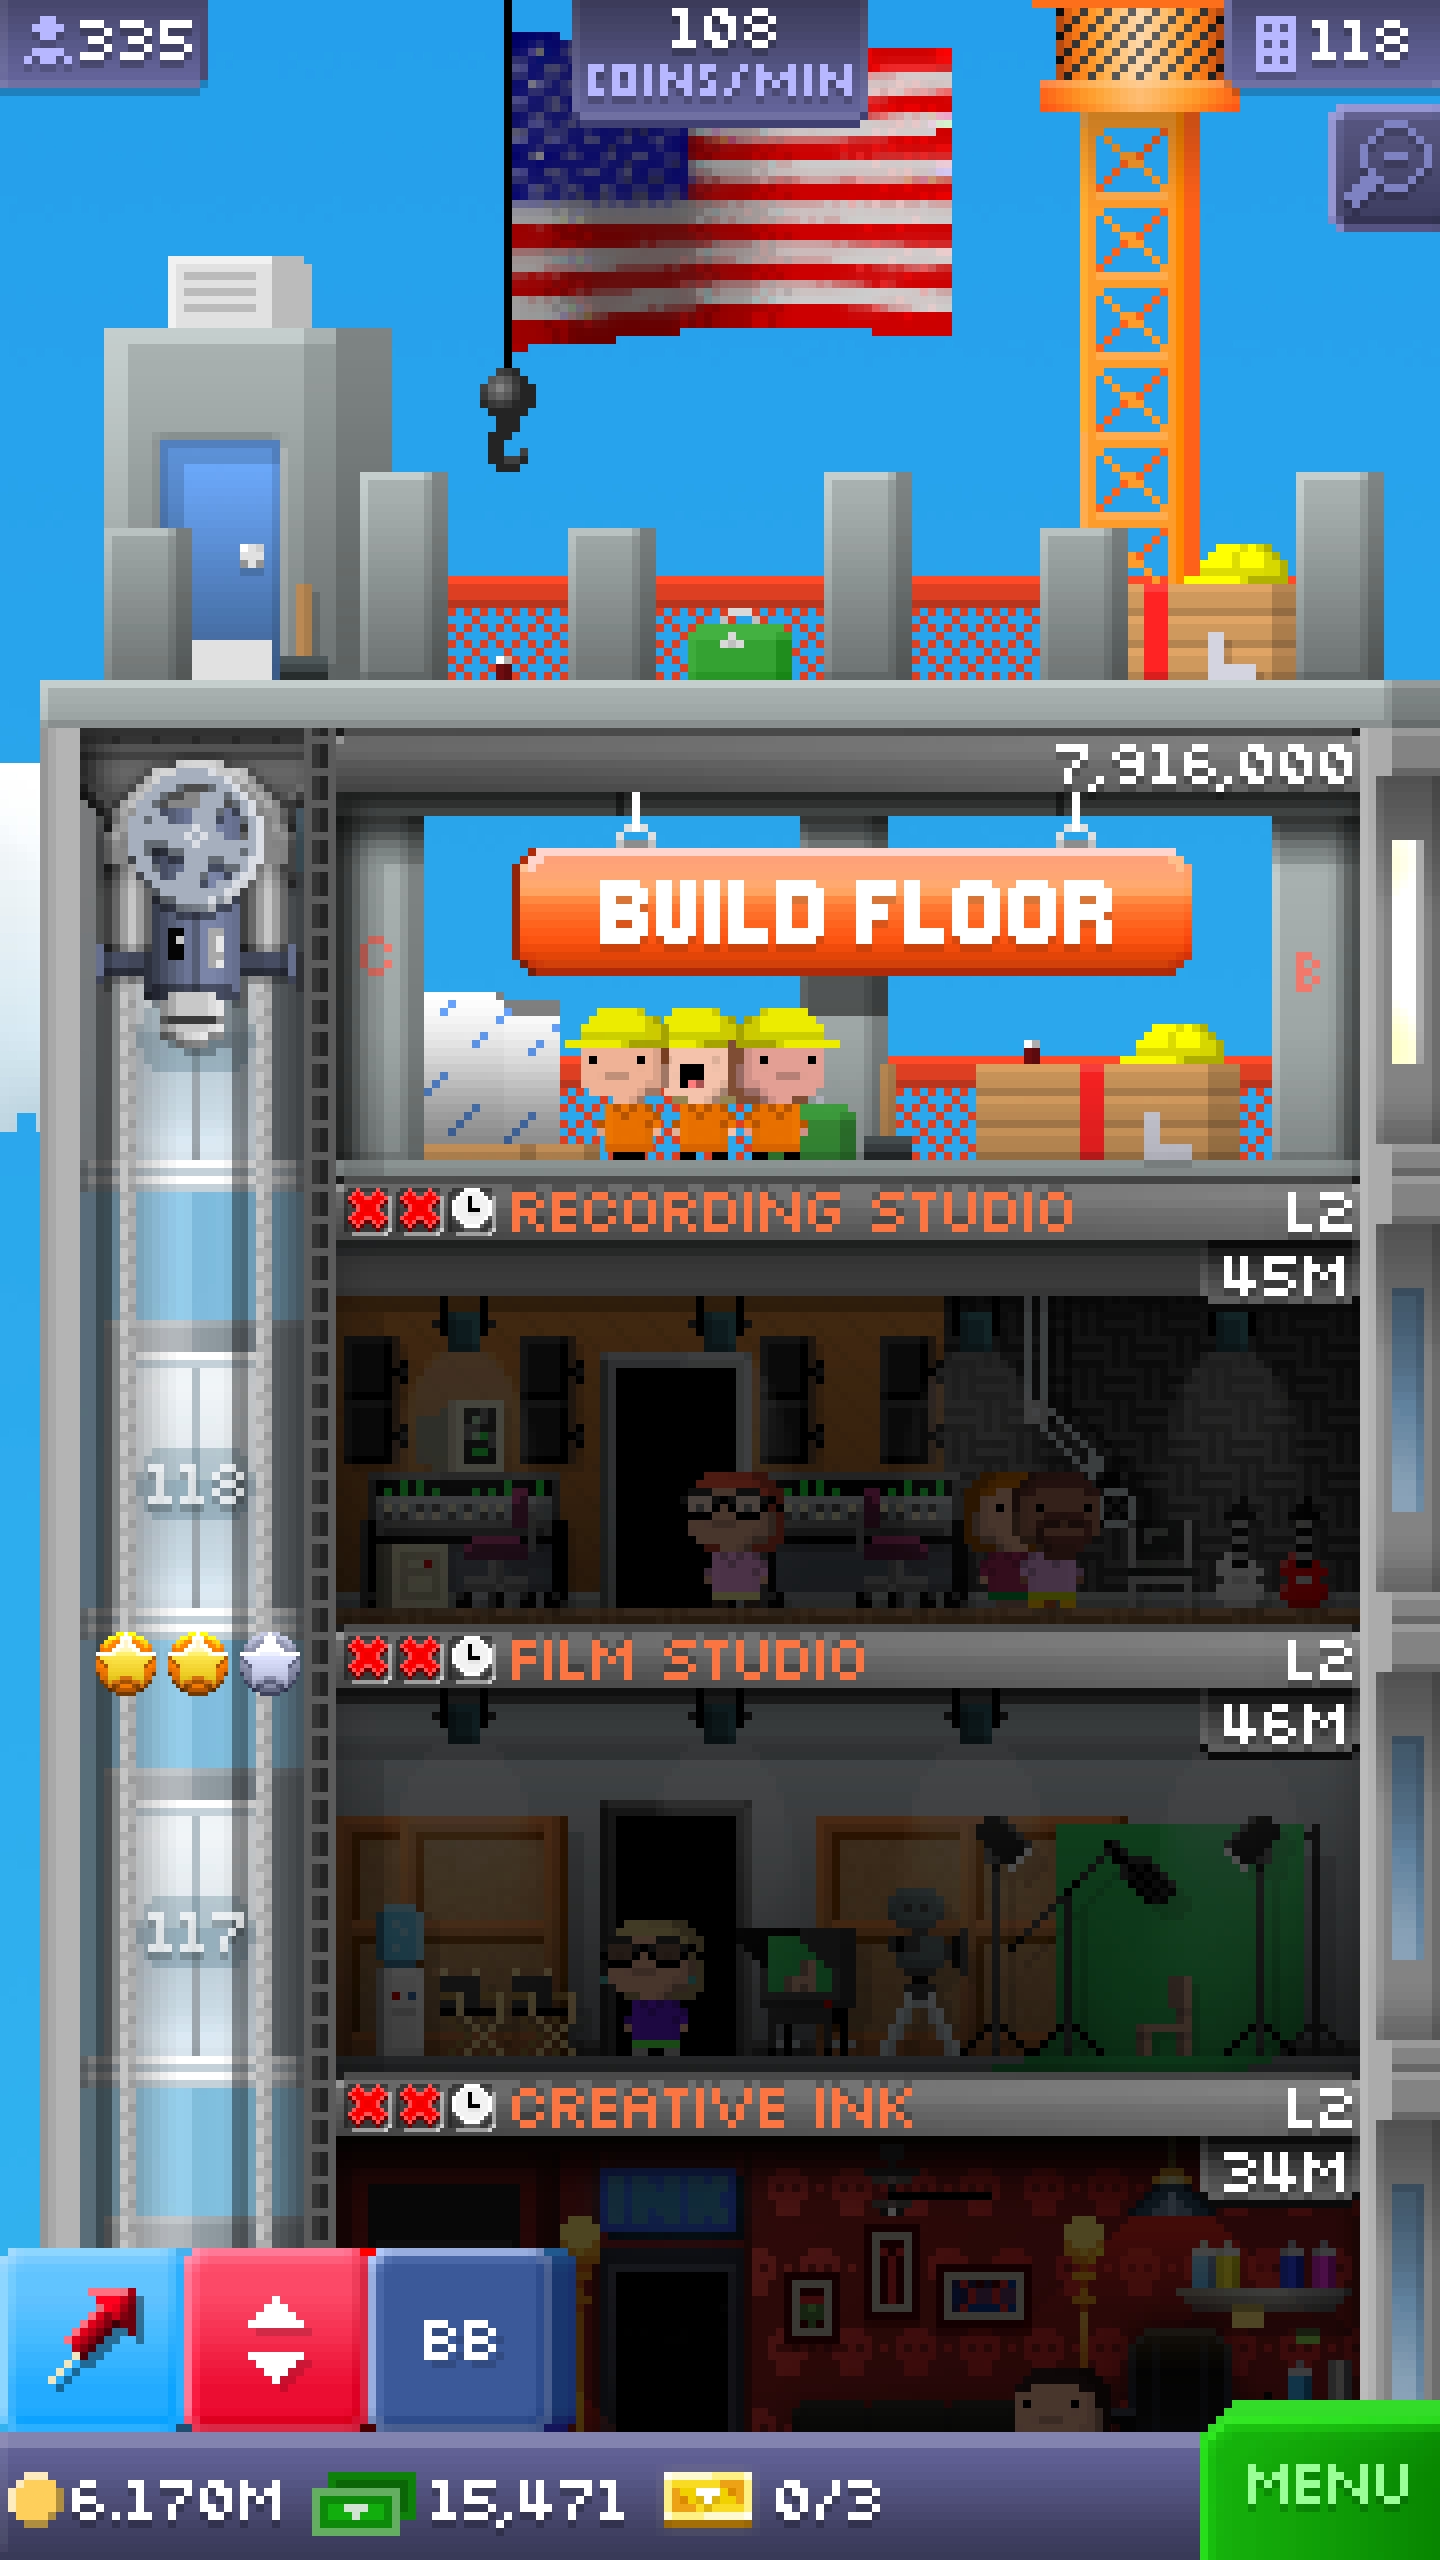 335
108
COINS/MIN
118
7,916,000
BUILD FLOOR
C
B
RECORDING STUDIO L2
45M
118
FILM STUDIO L2
46M
117
CREATIVE INK L2
34M
INK
BB
6.170M 15,471 0/3
MENU